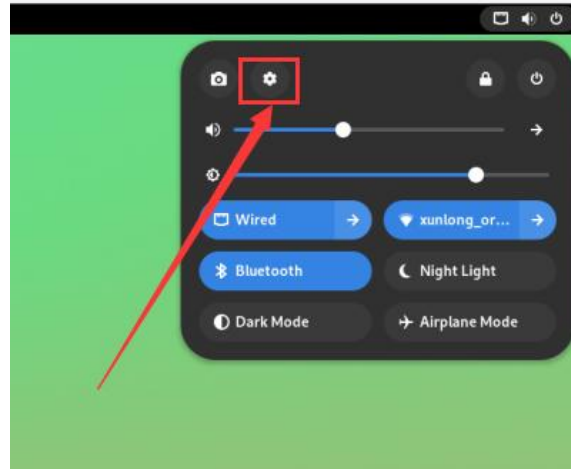 Wired
xunlong_or...
Bluetooth
Night Light
Dark Mode
Airplane Mode